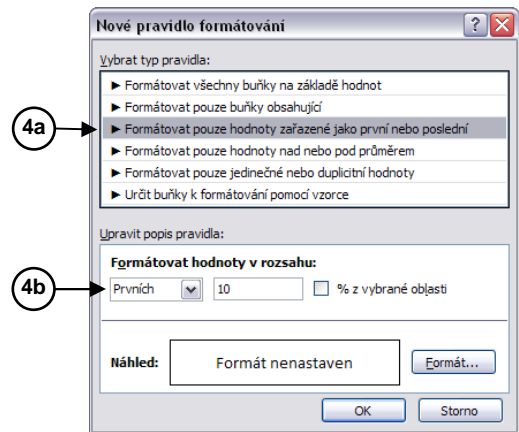 Nové pravidlo formátování
Vybrat typ pravidla:
► Formátovat všechny buňky na základě hodnot
► Formátovat pouze buňky obsahující
4a
► Formátovat pouze hodnoty zařazené jako první nebo poslední
► Formátovat pouze hodnoty nad nebo pod průměrem
► Formátovat pouze jedinečné nebo duplicitní hodnoty
► Určit buňky k formátování pomocí vzorce
Upravit popis pravidla:
Formátovat hodnoty v rozsahu:
4b
Prvních 10 % z vybrané oblasti
Náhled: Formát nenastaven Formát...
OK Storno